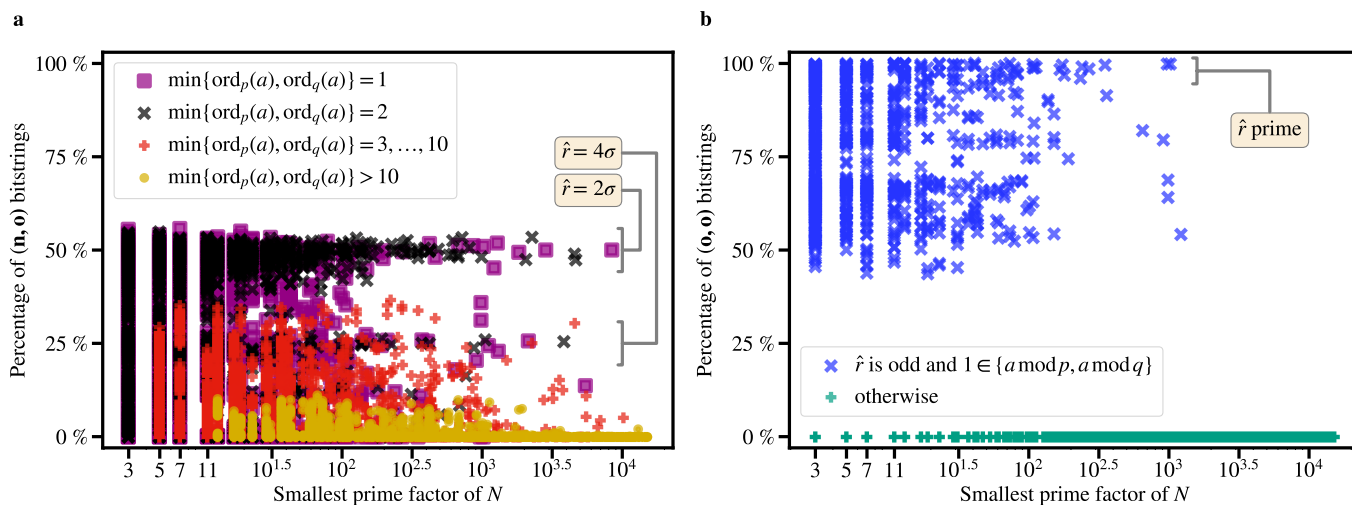 a
100 %
75 %
50 %
25 %
0 %
Percentage of (n, o) bitstrings
min{ord_p(a), ord_q(a)} = 1
min{ord_p(a), ord_q(a)} = 2
min{ord_p(a), ord_q(a)} = 3, …, 10
min{ord_p(a), ord_q(a)} > 10
r̂ = 4σ
r̂ = 2σ
3 5 7 11 10^1.5 10^2 10^2.5 10^3 10^3.5 10^4
Smallest prime factor of N
b
100 %
75 %
50 %
25 %
0 %
Percentage of (o, o) bitstrings
r̂ prime
r̂ is odd and 1 ∈ {a mod p, a mod q}
otherwise
3 5 7 11 10^1.5 10^2 10^2.5 10^3 10^3.5 10^4
Smallest prime factor of N